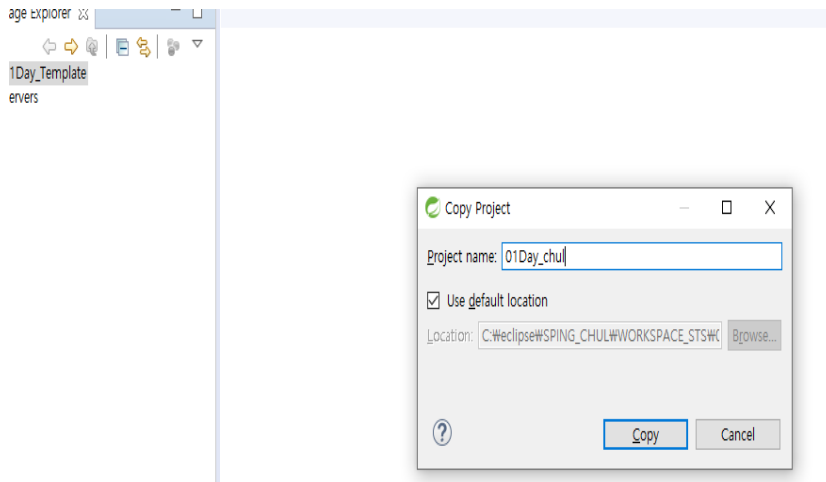 age Explorer
1Day_Template
ervers
Copy Project
Project name: 01Day_chul
Use default location
Location: C:₩eclipse₩SPING_CHUL₩WORKSPACE_STS₩ Browse...
Copy Cancel